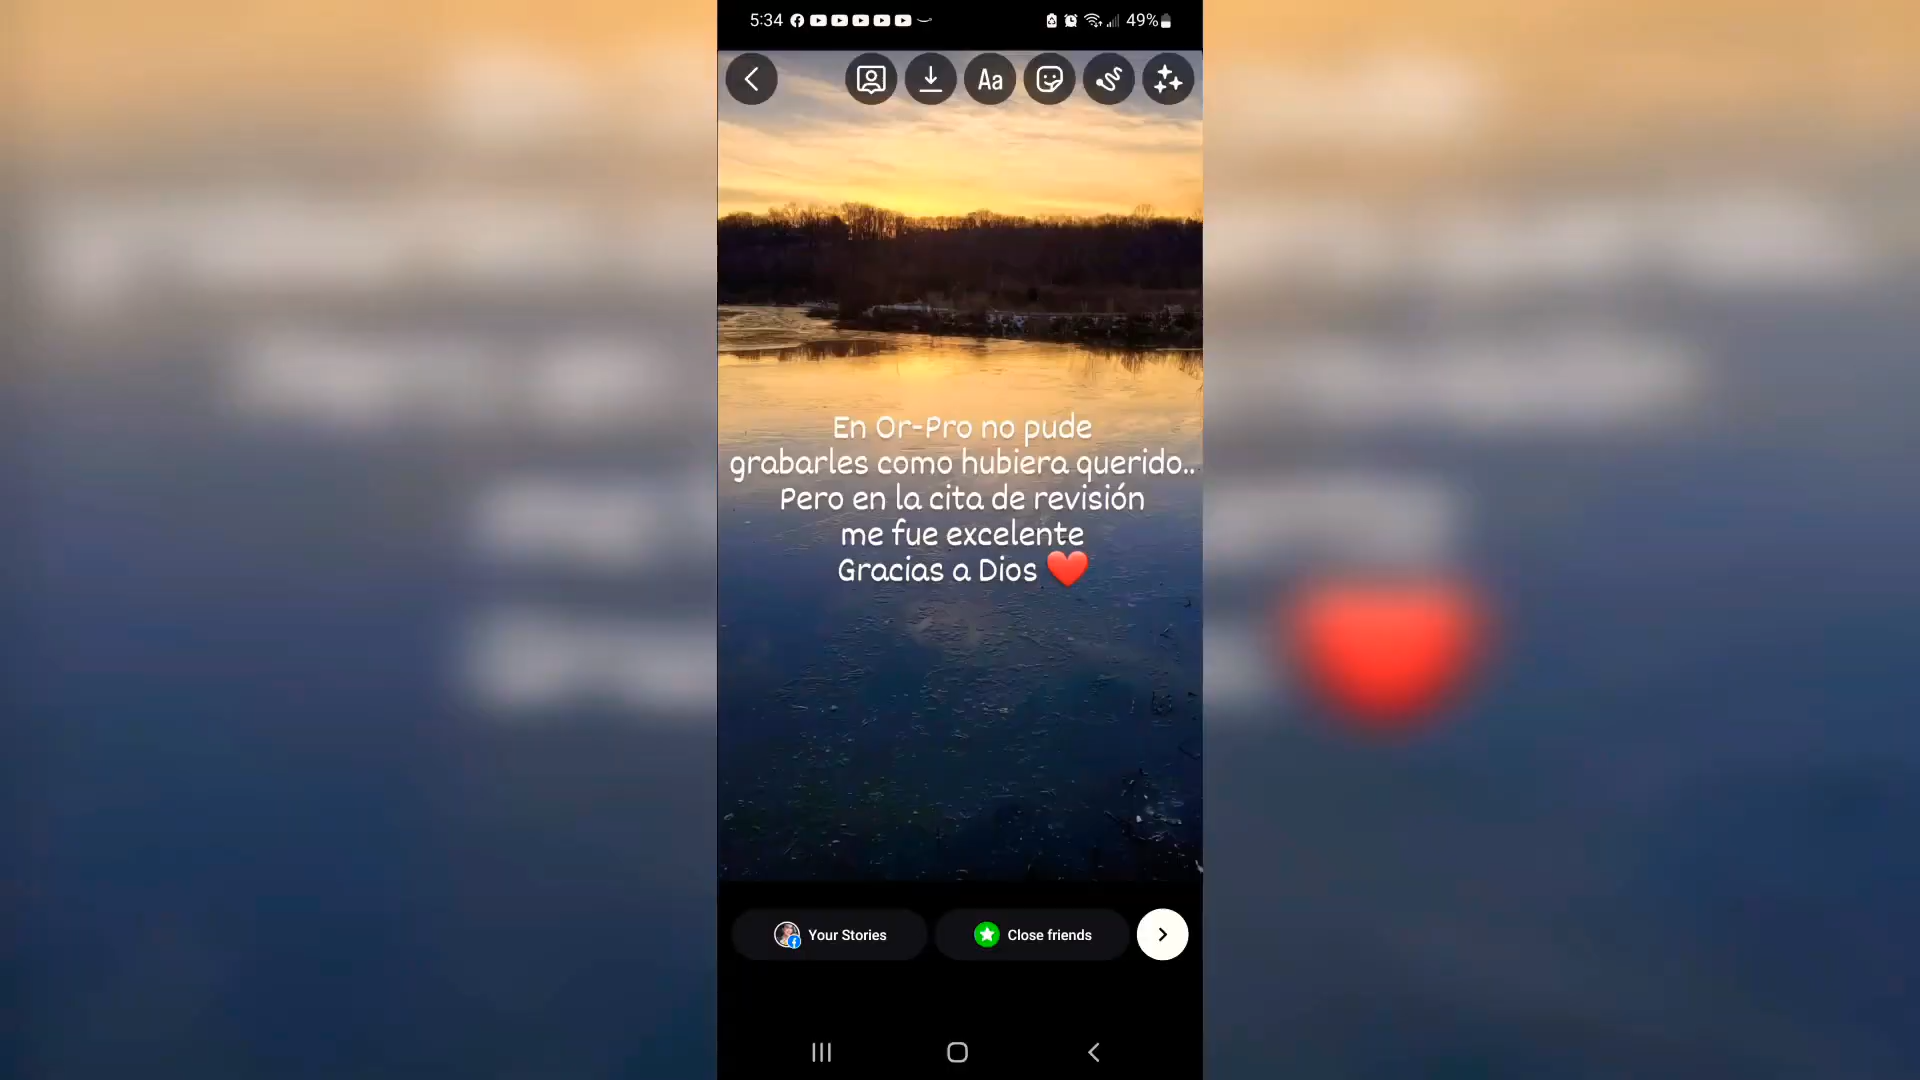 5:34
49%
Aa
En Or-Pro no pude
grabarles como hubiera querido..
Pero en la cita de revisión
me fue excelente
Gracias a Dios ❤️
Your Stories
Close friends